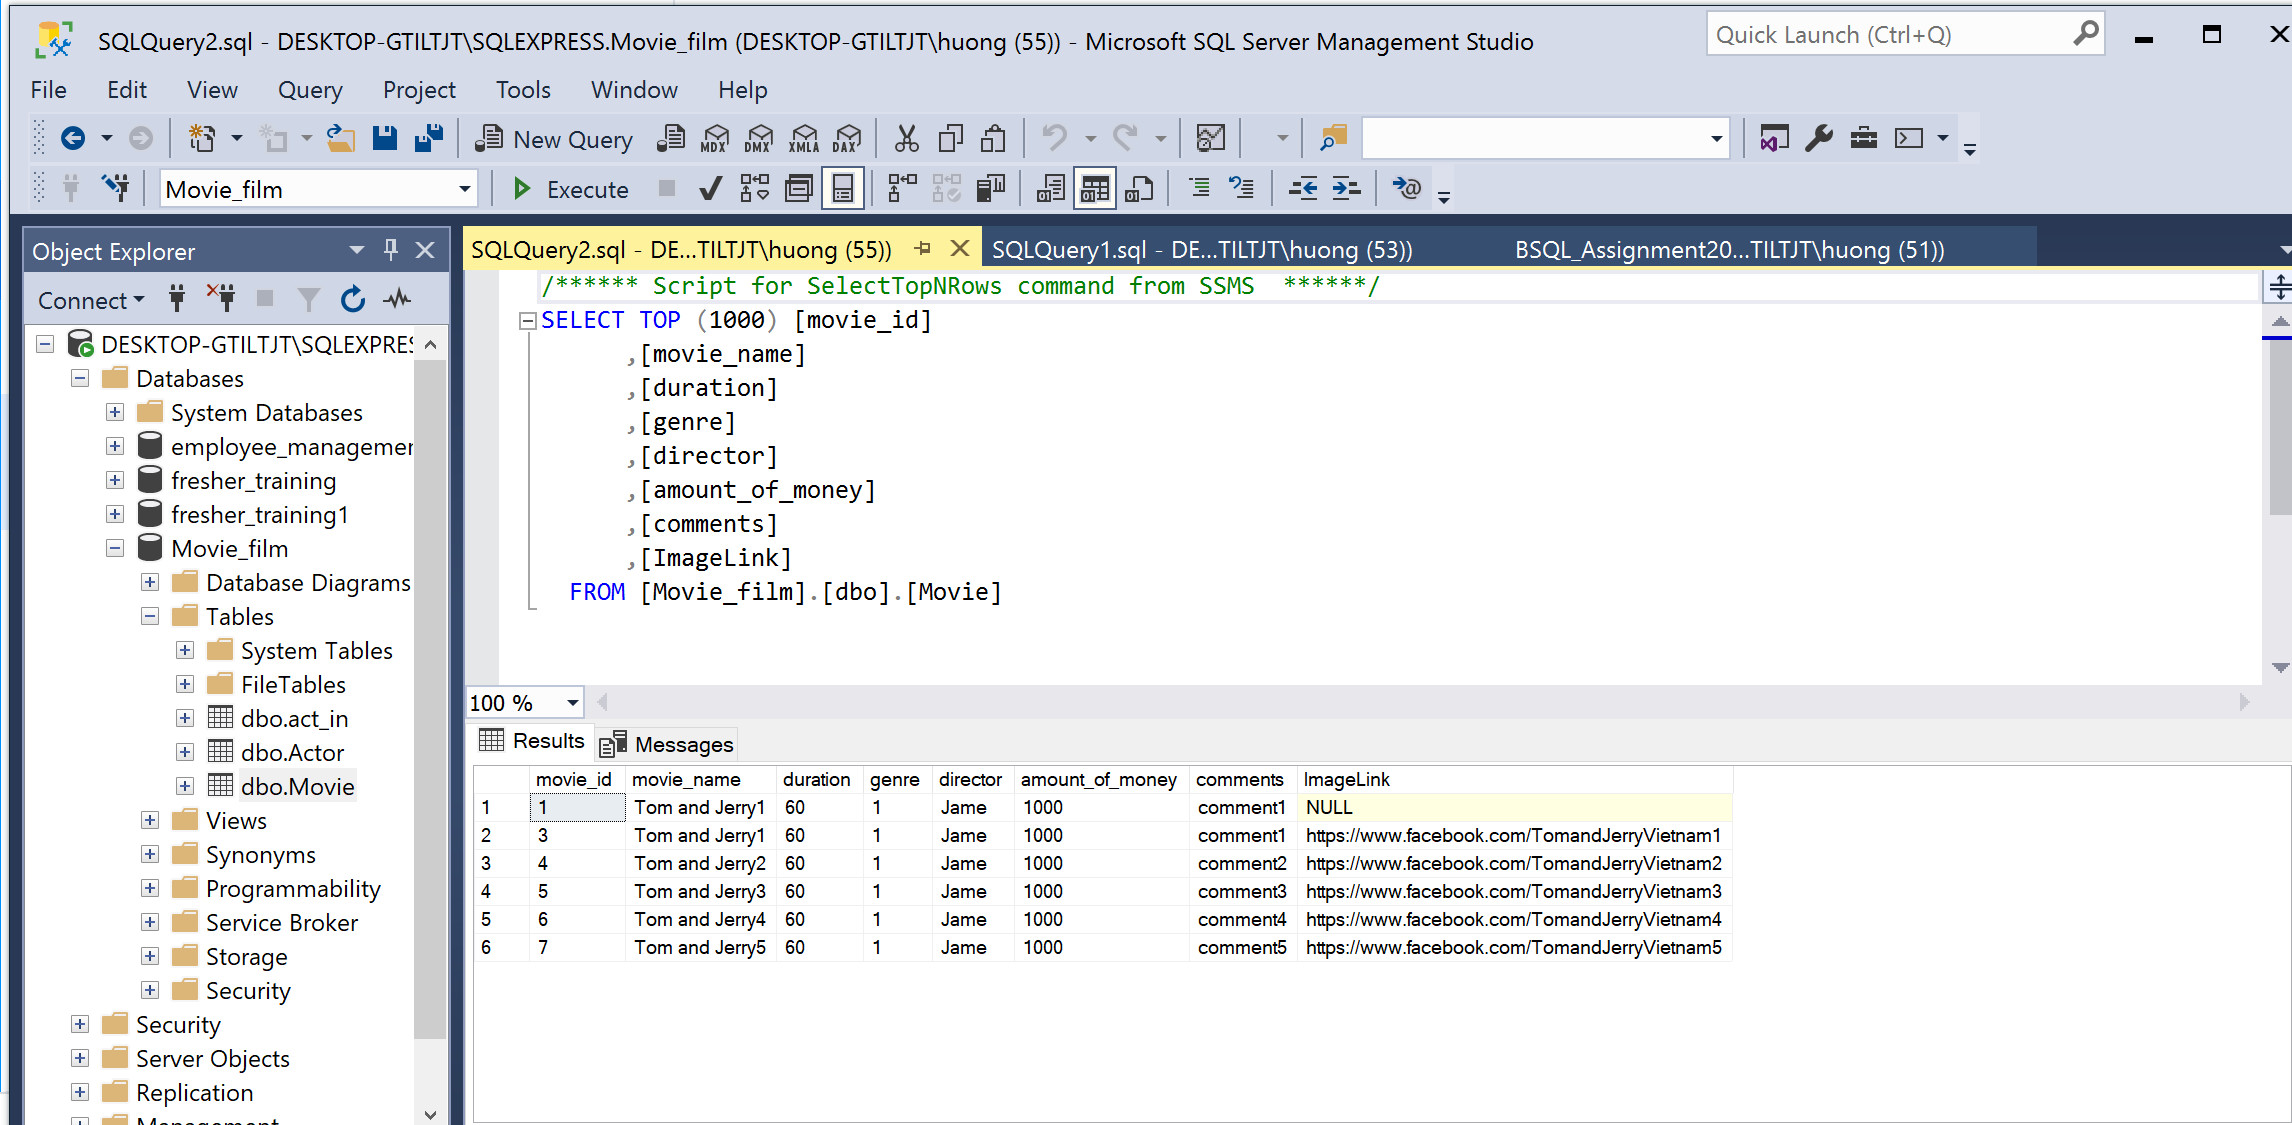 SQLQuery2.sql - DESKTOP-GTILTJT\SQLEXPRESS.Movie_film (DESKTOP-GTILTJT\huong (55)) - Microsoft SQL Server Management Studio
Quick Launch (Ctrl+Q)
File Edit View Query Project Tools Window Help
New Query MDX DMX XMLA DAX
Movie_film Execute
Object Explorer
Connect
DESKTOP-GTILTJT\SQLEXPRES
Databases
System Databases
employee_managemer
fresher_training
fresher_training1
Movie_film
Database Diagrams
Tables
System Tables
FileTables
dbo.act_in
dbo.Actor
dbo.Movie
Views
Synonyms
Programmability
Service Broker
Storage
Security
Security
Server Objects
Replication
Management
SQLQuery2.sql - DE...TILTJT\huong (55)) SQLQuery1.sql - DE...TILTJT\huong (53)) BSQL_Assignment20...TILTJT\huong (51))
/****** Script for SelectTopNRows command from SSMS ******/
SELECT TOP (1000) [movie_id]
,[movie_name]
,[duration]
,[genre]
,[director]
,[amount_of_money]
,[comments]
,[ImageLink]
FROM [Movie_film].[dbo].[Movie]
100 %
Results Messages
movie_id movie_name duration genre director amount_of_money comments ImageLink
1 1 Tom and Jerry1 60 1 Jame 1000 comment1 NULL
2 3 Tom and Jerry1 60 1 Jame 1000 comment1 https://www.facebook.com/TomandJerryVietnam1
3 4 Tom and Jerry2 60 1 Jame 1000 comment2 https://www.facebook.com/TomandJerryVietnam2
4 5 Tom and Jerry3 60 1 Jame 1000 comment3 https://www.facebook.com/TomandJerryVietnam3
5 6 Tom and Jerry4 60 1 Jame 1000 comment4 https://www.facebook.com/TomandJerryVietnam4
6 7 Tom and Jerry5 60 1 Jame 1000 comment5 https://www.facebook.com/TomandJerryVietnam5